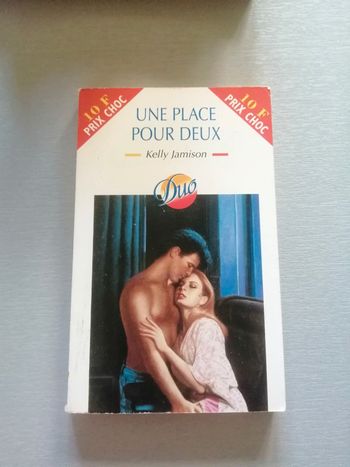 10 F
PRIX CHOC
10 F
PRIX CHOC
UNE PLACE
POUR DEUX
Kelly Jamison
Duo